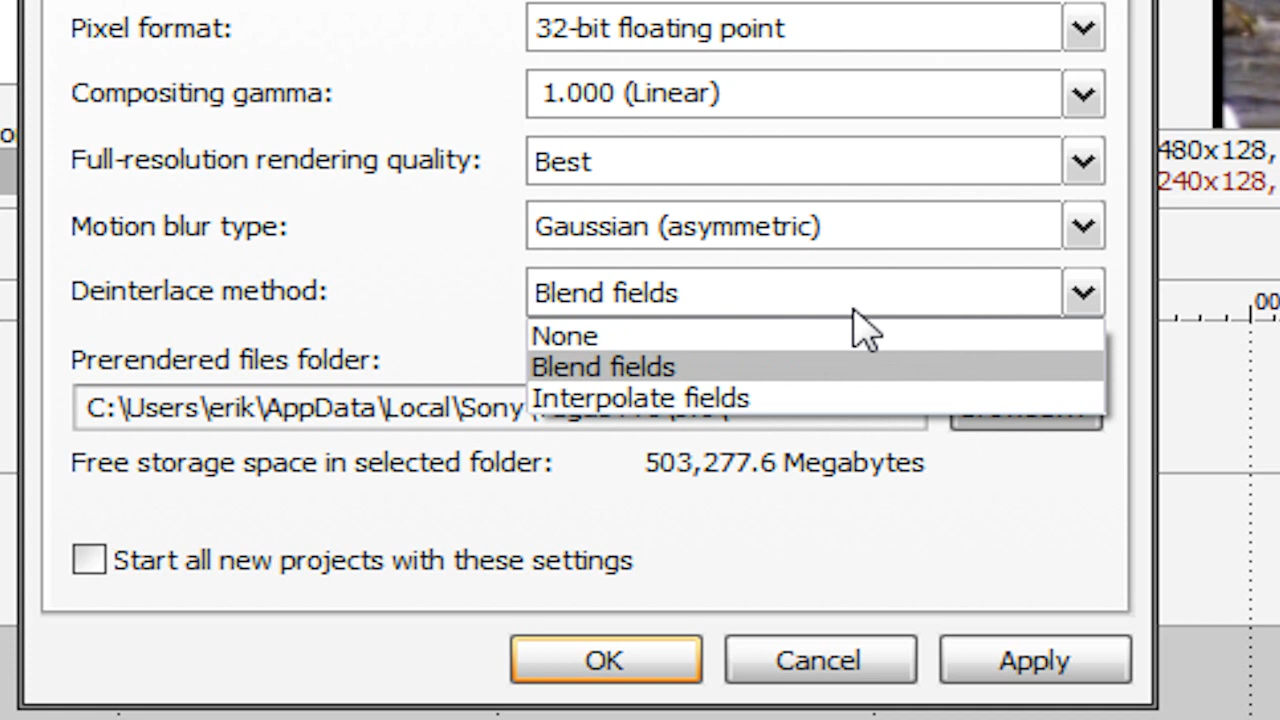 Pixel format: 32-bit floating point
Compositing gamma: 1.000 (Linear)
480x128,
Full-resolution rendering quality: Best
240x128,
Motion blur type: Gaussian (asymmetric)
Deinterlace method: Blend fields
00
None
Prerendered files folder:
Blend fields
Interpolate fields
C:\Users\erik\AppData\Local\Sony
Free storage space in selected folder: 503,277.6 Megabytes
Start all new projects with these settings
OK Cancel Apply